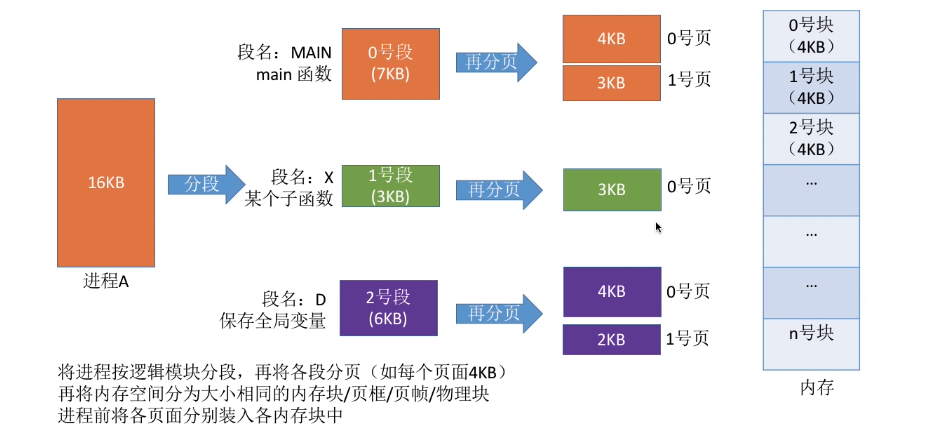 段名：MAIN
main 函数
0号段
(7KB)
再分页
4KB
0号页
3KB
1号页
16KB
进程A
分段
段名：X
某个子函数
1号段
(3KB)
再分页
3KB
0号页
段名：D
保存全局变量
2号段
(6KB)
再分页
4KB
0号页
2KB
1号页
0号块
（4KB)
1号块
(4KB)
2号块
（4KB)
...
...
...
n号块
内存
将进程按逻辑模块分段，再将各段分页（如每个页面4KB）
再将内存空间分为大小相同的内存块/页框/页帧/物理块
进程前将各页面分别装入各内存块中